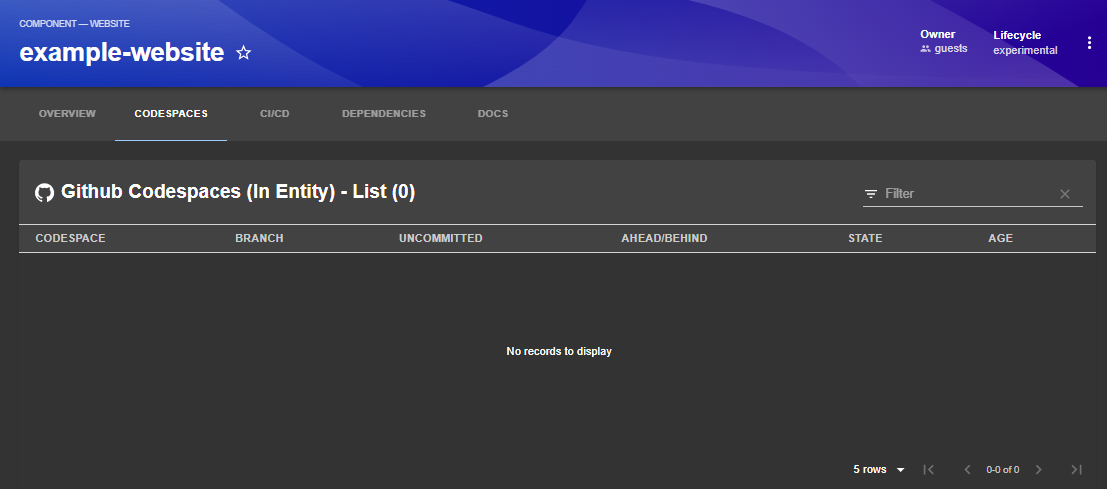 COMPONENT — WEBSITE
example-website
Owner
guests
Lifecycle
experimental
OVERVIEW CODESPACES CI/CD DEPENDENCIES DOCS
Github Codespaces (In Entity) - List (0)
Filter
CODESPACE BRANCH UNCOMMITTED AHEAD/BEHIND STATE AGE
No records to display
5 rows 0-0 of 0